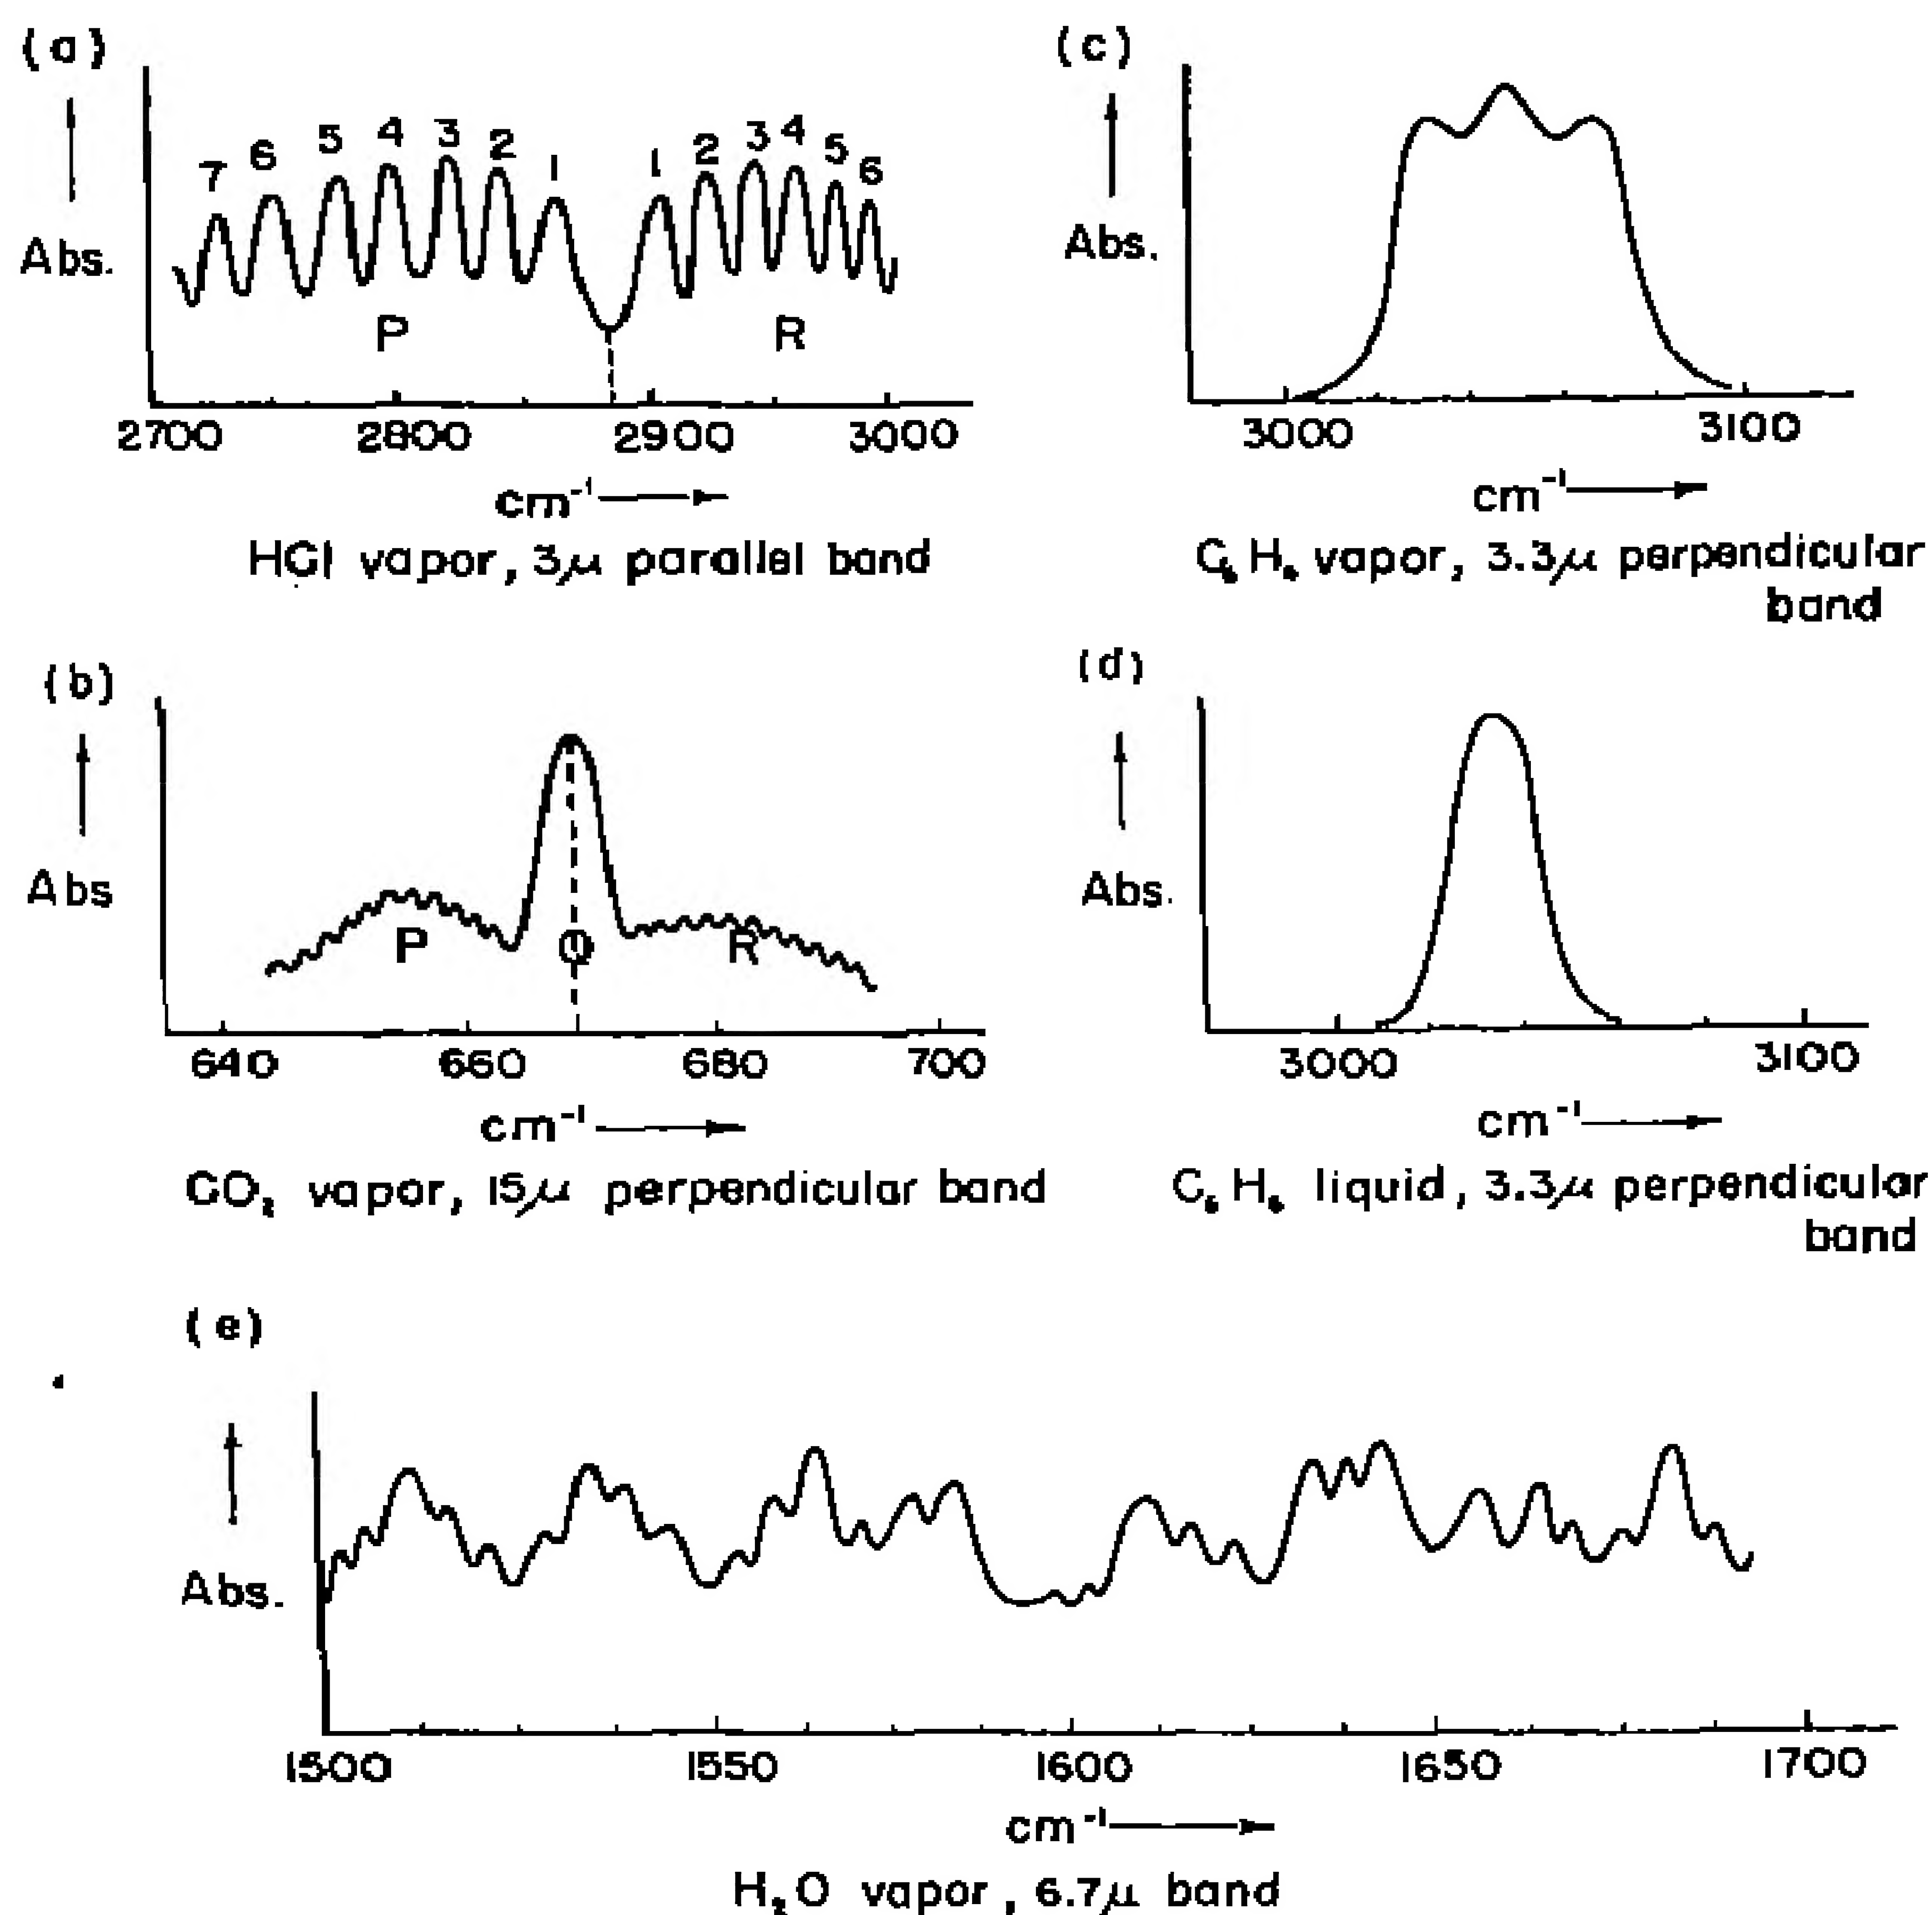 (a)
Abs.
7 6 5 4 3 2 1 1 2 3 4 5 6
P R
2700 2800 2900 3000
cm⁻¹
HCl vapor, 3μ parallel band
(c)
Abs.
3000 3100
cm⁻¹
C₆H₆ vapor, 3.3μ perpendicular
band
(b)
Abs
P Q R
640 660 680 700
cm⁻¹
CO₂ vapor, 15μ perpendicular band
(d)
Abs.
3000 3100
cm⁻¹
C₆H₆ liquid, 3.3μ perpendicular
band
(e)
Abs.
1500 1550 1600 1650 1700
cm⁻¹
H₂O vapor, 6.7μ band